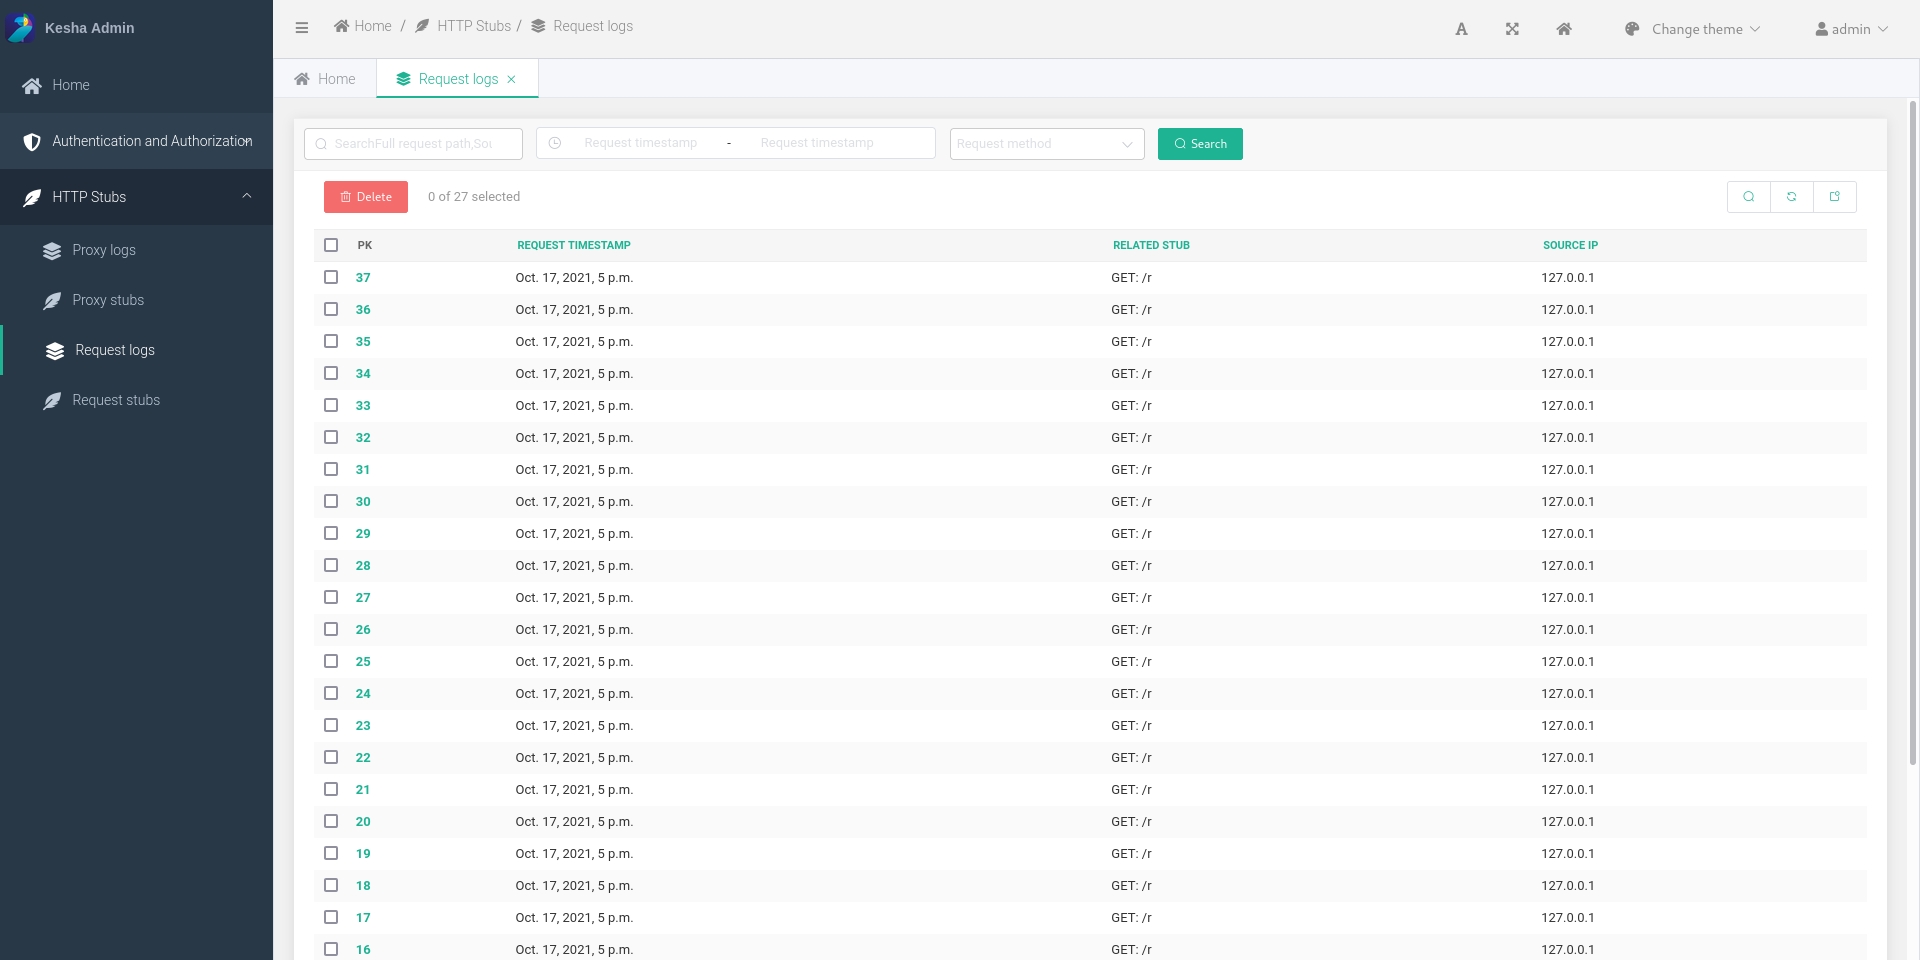 Kesha Admin
Home
Authentication and Authorization
HTTP Stubs
Proxy logs
Proxy stubs
Request logs
Request stubs
Home / HTTP Stubs / Request logs
A
Change theme
admin
Home
Request logs
SearchFull request path,Sou
Request timestamp - Request timestamp
Request method
Search
Delete
0 of 27 selected
PK REQUEST TIMESTAMP RELATED STUB SOURCE IP
37 Oct. 17, 2021, 5 p.m. GET: /r 127.0.0.1
36 Oct. 17, 2021, 5 p.m. GET: /r 127.0.0.1
35 Oct. 17, 2021, 5 p.m. GET: /r 127.0.0.1
34 Oct. 17, 2021, 5 p.m. GET: /r 127.0.0.1
33 Oct. 17, 2021, 5 p.m. GET: /r 127.0.0.1
32 Oct. 17, 2021, 5 p.m. GET: /r 127.0.0.1
31 Oct. 17, 2021, 5 p.m. GET: /r 127.0.0.1
30 Oct. 17, 2021, 5 p.m. GET: /r 127.0.0.1
29 Oct. 17, 2021, 5 p.m. GET: /r 127.0.0.1
28 Oct. 17, 2021, 5 p.m. GET: /r 127.0.0.1
27 Oct. 17, 2021, 5 p.m. GET: /r 127.0.0.1
26 Oct. 17, 2021, 5 p.m. GET: /r 127.0.0.1
25 Oct. 17, 2021, 5 p.m. GET: /r 127.0.0.1
24 Oct. 17, 2021, 5 p.m. GET: /r 127.0.0.1
23 Oct. 17, 2021, 5 p.m. GET: /r 127.0.0.1
22 Oct. 17, 2021, 5 p.m. GET: /r 127.0.0.1
21 Oct. 17, 2021, 5 p.m. GET: /r 127.0.0.1
20 Oct. 17, 2021, 5 p.m. GET: /r 127.0.0.1
19 Oct. 17, 2021, 5 p.m. GET: /r 127.0.0.1
18 Oct. 17, 2021, 5 p.m. GET: /r 127.0.0.1
17 Oct. 17, 2021, 5 p.m. GET: /r 127.0.0.1
16 Oct. 17, 2021, 5 p.m. GET: /r 127.0.0.1